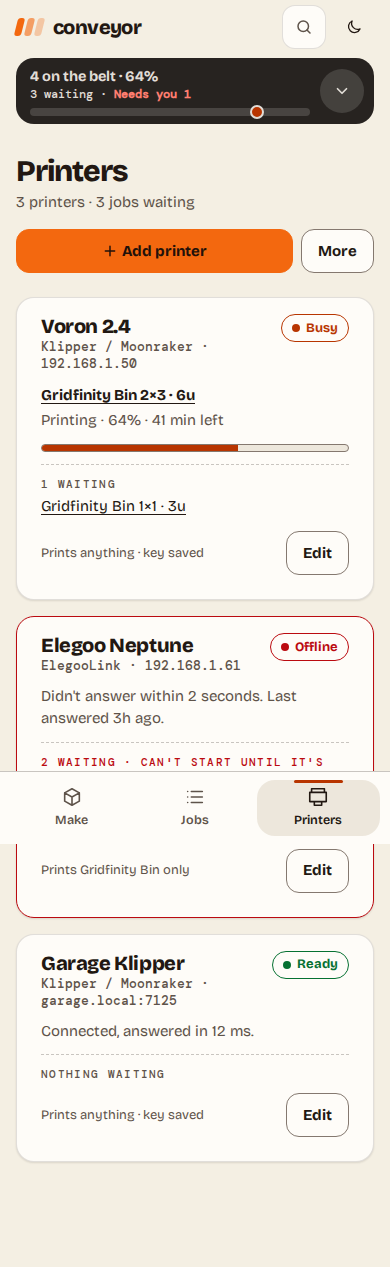 conveyor
4 on the belt · 64%
3 waiting · Needs you 1
Printers
3 printers · 3 jobs waiting
+ Add printer
More
Voron 2.4
Busy
Klipper / Moonraker ·
192.168.1.50
Gridfinity Bin 2×3 · 6u
Printing · 64% · 41 min left
1 WAITING
Gridfinity Bin 1×1 · 3u
Prints anything · key saved
Edit
Elegoo Neptune
Offline
ElegooLink · 192.168.1.61
Didn't answer within 2 seconds. Last
answered 3h ago.
2 WAITING · CAN'T START UNTIL IT'S
Make
Jobs
Printers
Prints Gridfinity Bin only
Edit
Garage Klipper
Ready
Klipper / Moonraker ·
garage.local:7125
Connected, answered in 12 ms.
NOTHING WAITING
Prints anything · key saved
Edit